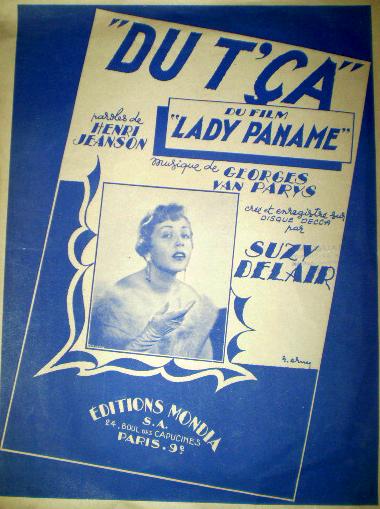 "DU T'ÇA"
DU FILM
"LADY PANAME"
paroles de
HENRI
JEANSON
musique de GEORGES
VAN PARYS
créé et enregistré sur
DISQUE DECCA
par
SUZY
DELAIR
EDITIONS MONDIA
S.A.
24, BOUL. DES CAPUCINES
PARIS. 9e